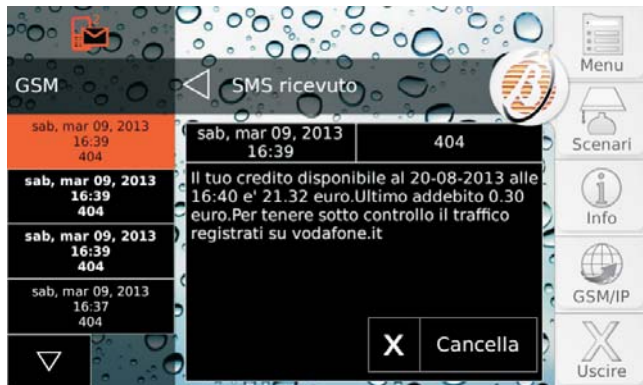 2
GSM
SMS ricevuto
sab, mar 09, 2013
16:39
404
sab, mar 09, 2013
16:39
404
sab, mar 09, 2013
16:39
404
sab, mar 09, 2013
16:37
404
sab, mar 09, 2013
16:39
404
Il tuo credito disponibile al 20-08-2013 alle
16:40 e' 21.32 euro.Ultimo addebito 0.30
euro.Per tenere sotto controllo il traffico
registrati su vodafone.it
X Cancella
Menu
Scenari
Info
GSM/IP
Uscire